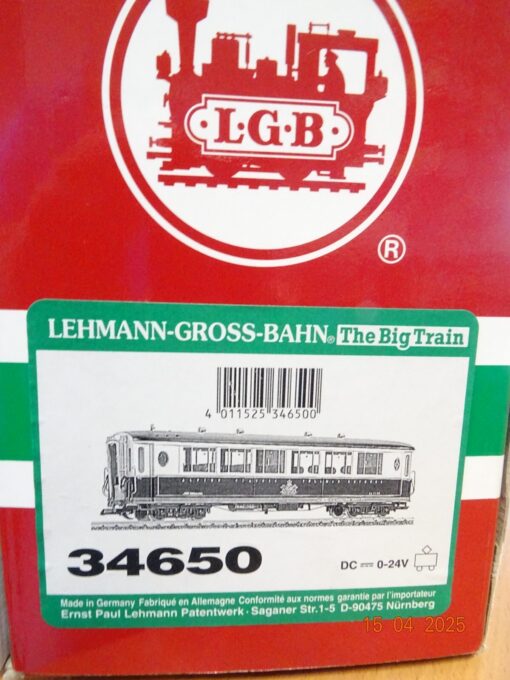 L·G·B
®
LEHMANN-GROSS-BAHN® The Big Train
4 011525 346500
34650
DC 0-24V
Made in Germany Fabriqué en Allemagne Conformité aux normes garantie par l'importateur
Ernst Paul Lehmann Patentwerk · Saganer Str.1-5 D-90475 Nürnberg
15 04 2025